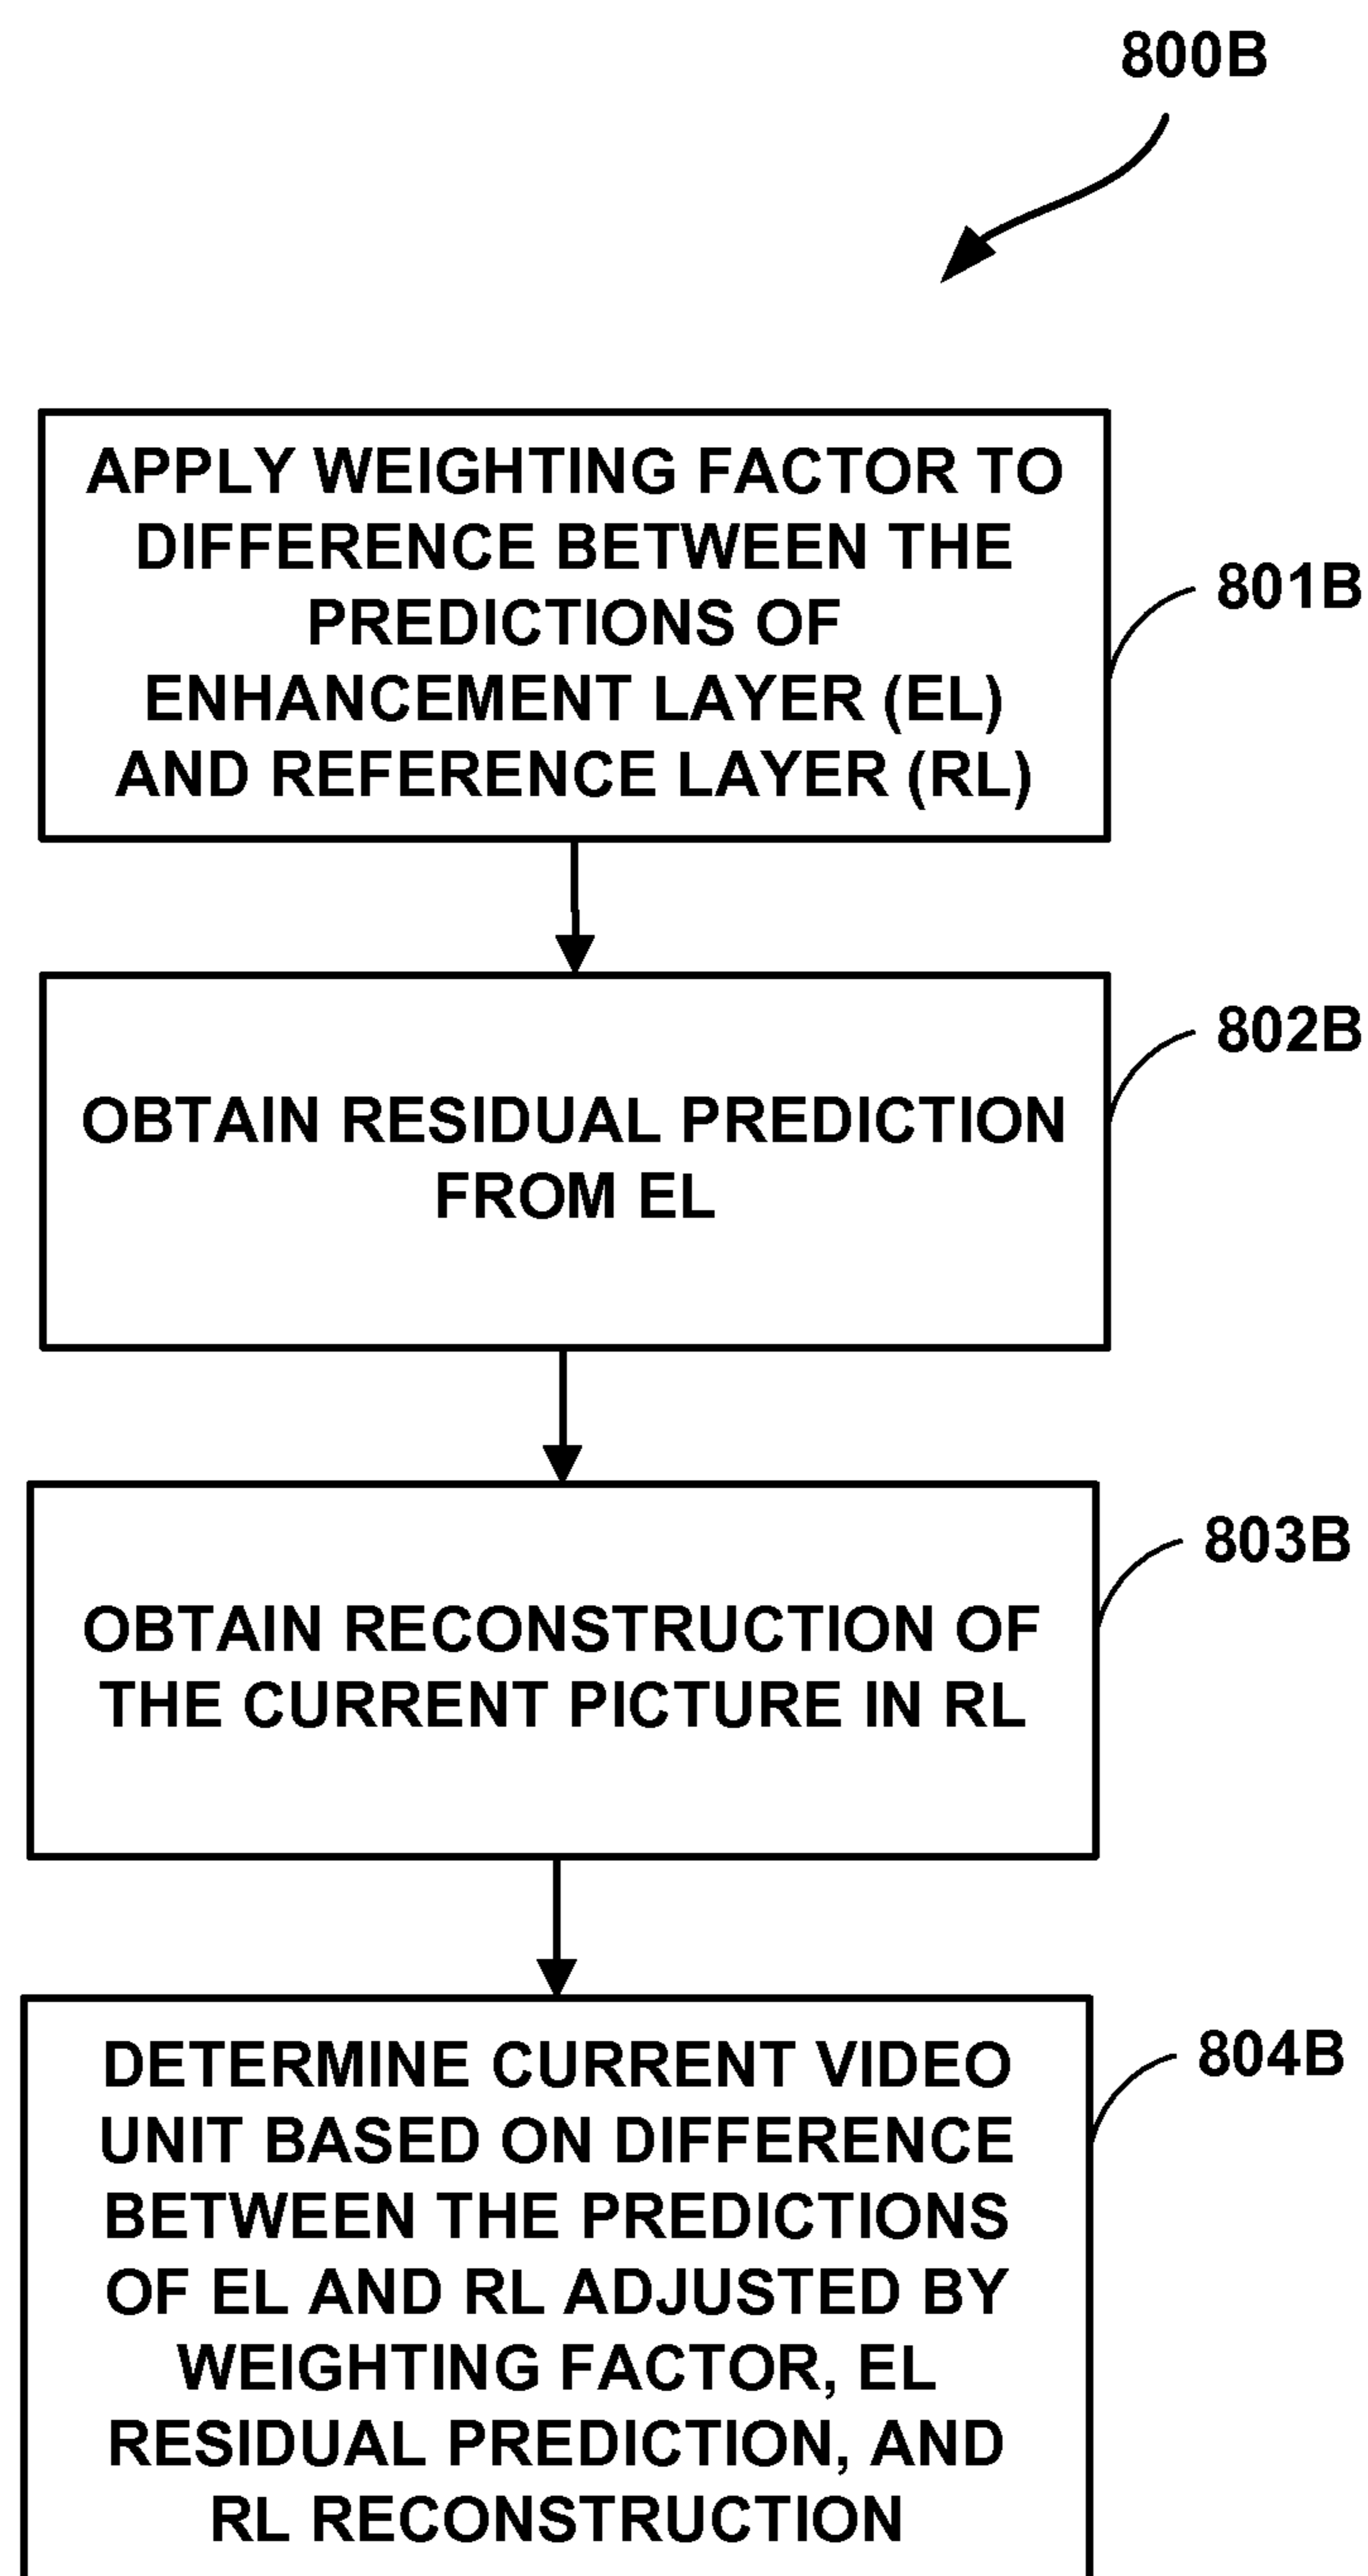 800B
APPLY WEIGHTING FACTOR TO
DIFFERENCE BETWEEN THE
PREDICTIONS OF
ENHANCEMENT LAYER (EL)
AND REFERENCE LAYER (RL)
801B
OBTAIN RESIDUAL PREDICTION
FROM EL
802B
OBTAIN RECONSTRUCTION OF
THE CURRENT PICTURE IN RL
803B
DETERMINE CURRENT VIDEO
UNIT BASED ON DIFFERENCE
BETWEEN THE PREDICTIONS
OF EL AND RL ADJUSTED BY
WEIGHTING FACTOR, EL
RESIDUAL PREDICTION, AND
RL RECONSTRUCTION
804B